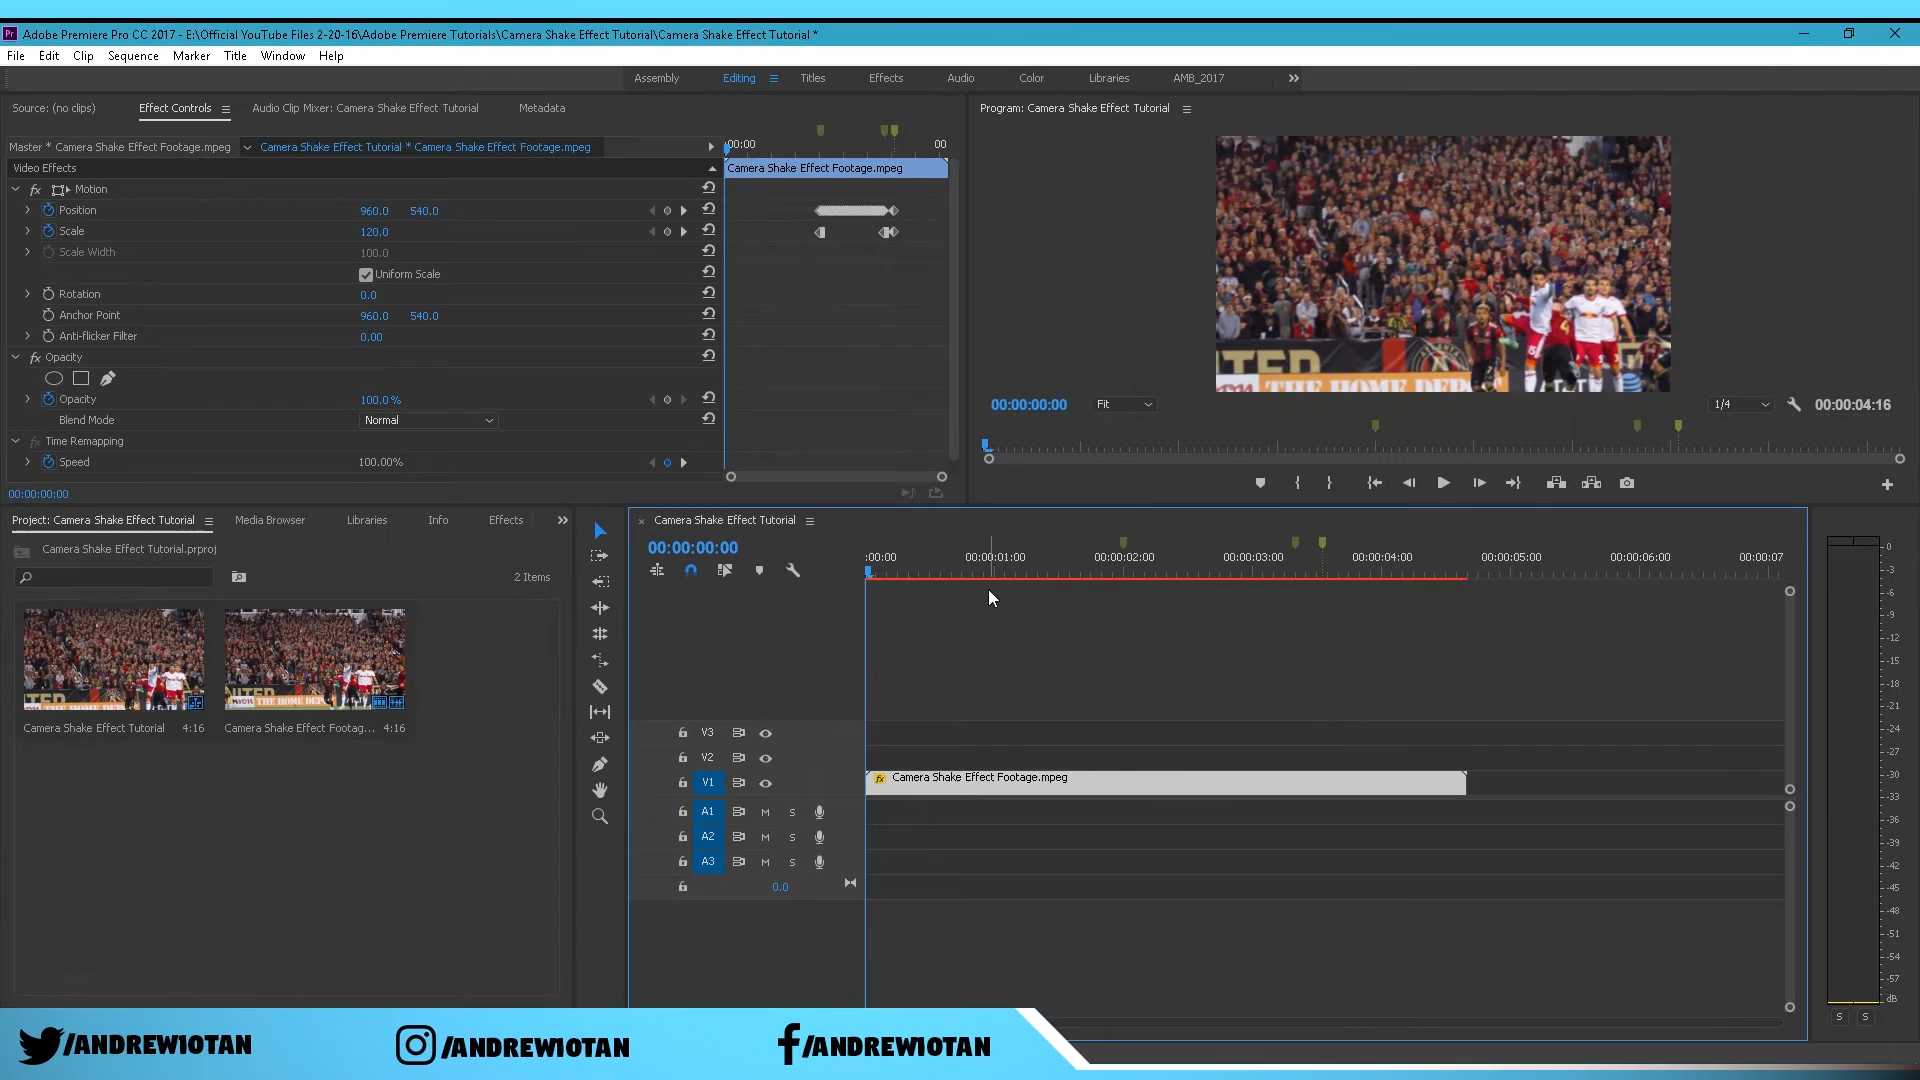 Pr Adobe Premiere Pro CC 2017 - E:\Official YouTube Files 2-20-16\Adobe Premiere Tutorials\Camera Shake Effect Tutorial\Camera Shake Effect Tutorial *
File Edit Clip Sequence Marker Title Window Help
Assembly Editing Titles Effects Audio Color Libraries AMB_2017
Source: (no clips) Effect Controls Audio Clip Mixer: Camera Shake Effect Tutorial Metadata
Program: Camera Shake Effect Tutorial
Master * Camera Shake Effect Footage.mpeg Camera Shake Effect Tutorial * Camera Shake Effect Footage.mpeg
:00:00 00
Video Effects
Camera Shake Effect Footage.mpeg
fx Motion
Position 960.0 540.0
Scale 120.0
Scale Width 100.0
Uniform Scale
Rotation 0.0
Anchor Point 960.0 540.0
Anti-flicker Filter 0.00
fx Opacity
Opacity 100.0 %
Blend Mode Normal
fx Time Remapping
Speed 100.00%
00:00:00:00
THE HOME DEPOT
00:00:00:00 Fit 1/4 00:00:04:16
Project: Camera Shake Effect Tutorial Media Browser Libraries Info Effects
Camera Shake Effect Tutorial.prproj
2 Items
Camera Shake Effect Tutorial 4:16
Camera Shake Effect Footag... 4:16
Camera Shake Effect Tutorial
00:00:00:00
:00:00 00:00:01:00 00:00:02:00 00:00:03:00 00:00:04:00 00:00:05:00 00:00:06:00 00:00:07
V3
V2
V1
fx Camera Shake Effect Footage.mpeg
A1 M S
A2 M S
A3 M S
0.0
0
-3
-6
-9
-12
-15
-18
-21
-24
-27
-30
-33
-36
-39
-42
-45
-48
-51
-54
-57
dB
S S
/ANDREW10TAN /ANDREW10TAN /ANDREW10TAN